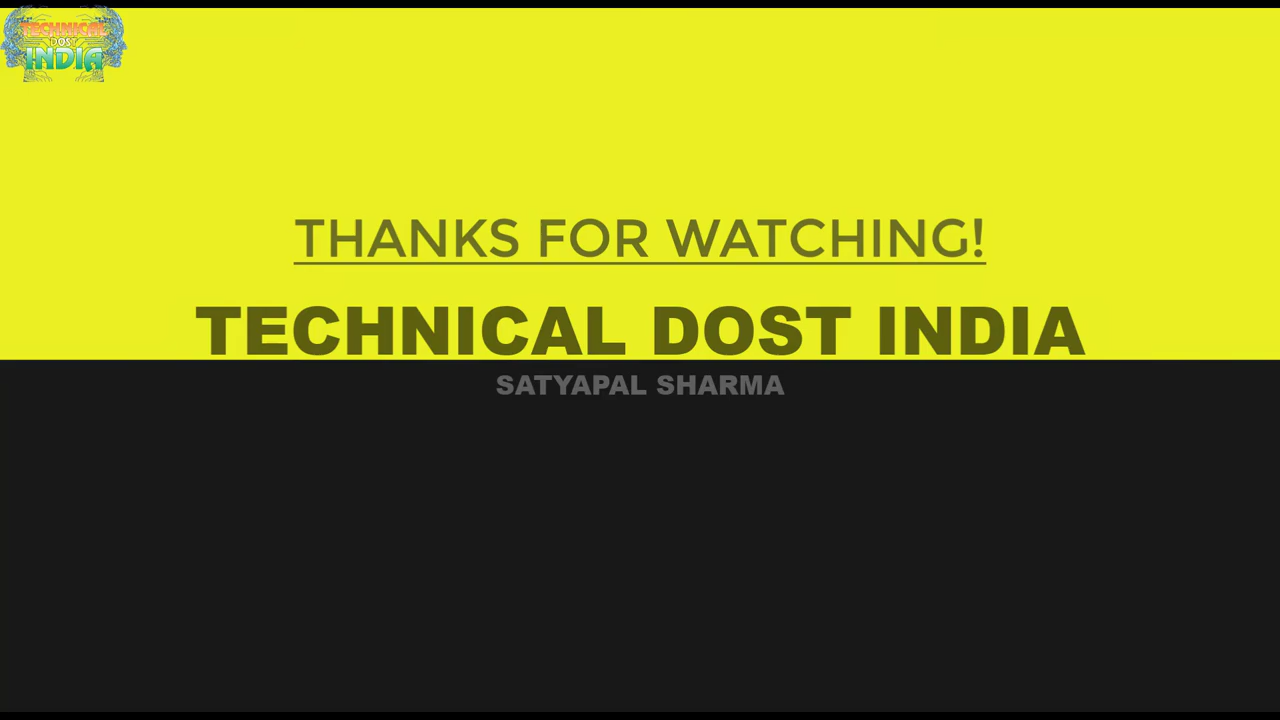 TECHNICAL
DOST
INDIA
THANKS FOR WATCHING!
TECHNICAL DOST INDIA
SATYAPAL SHARMA